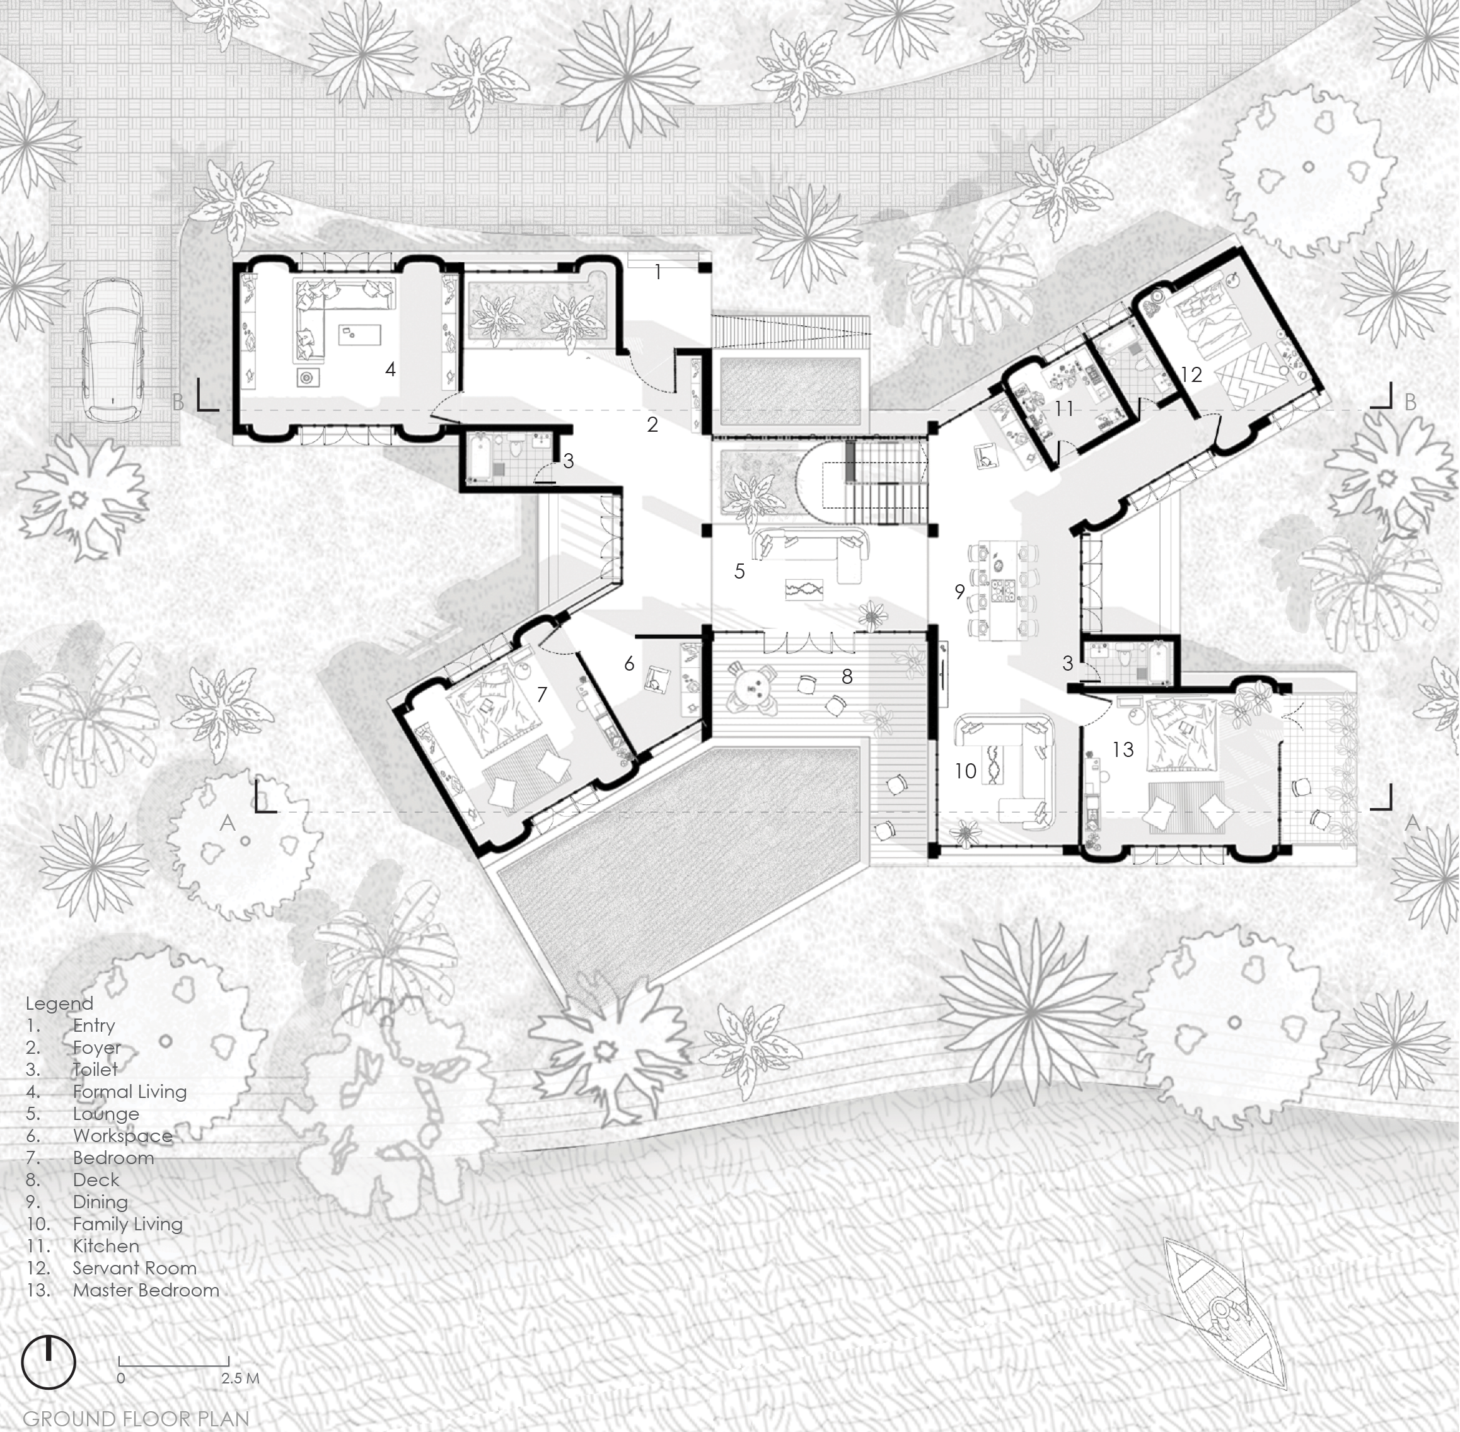 1
4
12
B
B
11
2
3
5
9
6
3
8
7
13
10
A
A
Legend
1. Entry
2. Foyer
3. Toilet
4. Formal Living
5. Lounge
6. Workspace
7. Bedroom
8. Deck
9. Dining
10. Family Living
11. Kitchen
12. Servant Room
13. Master Bedroom
0 2.5 M
GROUND FLOOR PLAN